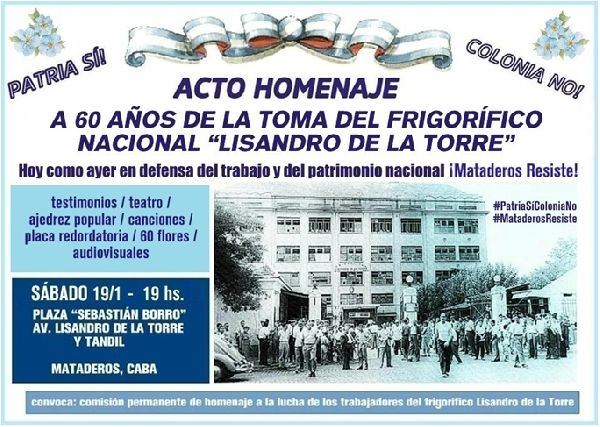 PATRIA SÍ!
COLONIA NO!
ACTO HOMENAJE
A 60 AÑOS DE LA TOMA DEL FRIGORÍFICO
NACIONAL "LISANDRO DE LA TORRE"
Hoy como ayer en defensa del trabajo y del patrimonio nacional ¡Mataderos Resiste!
testimonios / teatro /
ajedrez popular / canciones /
placa redordatoria / 60 flores /
audiovisuales
#PatriaSíColoniaNo
#MataderosResiste
SÁBADO 19/1 - 19 hs.
PLAZA "SEBASTIÁN BORRO"
AV. LISANDRO DE LA TORRE
Y TANDIL
MATADEROS, CABA
convoca: comisión permanente de homenaje a la lucha de los trabajadores del frigorífico Lisandro de la Torre